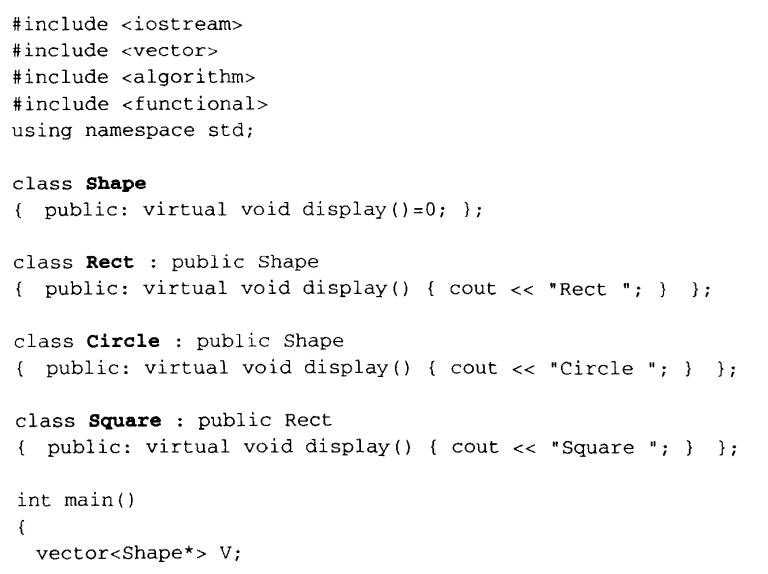 #include <iostream>
#include <vector>
#include <algorithm>
#include <functional>
using namespace std;
class Shape
{ public: virtual void display()=0; };
class Rect : public Shape
{ public: virtual void display() { cout << "Rect "; } };
class Circle : public Shape
{ public: virtual void display() { cout << "Circle "; } };
class Square : public Rect
{ public: virtual void display() { cout << "Square "; } };
int main()
{
vector<Shape*> V;